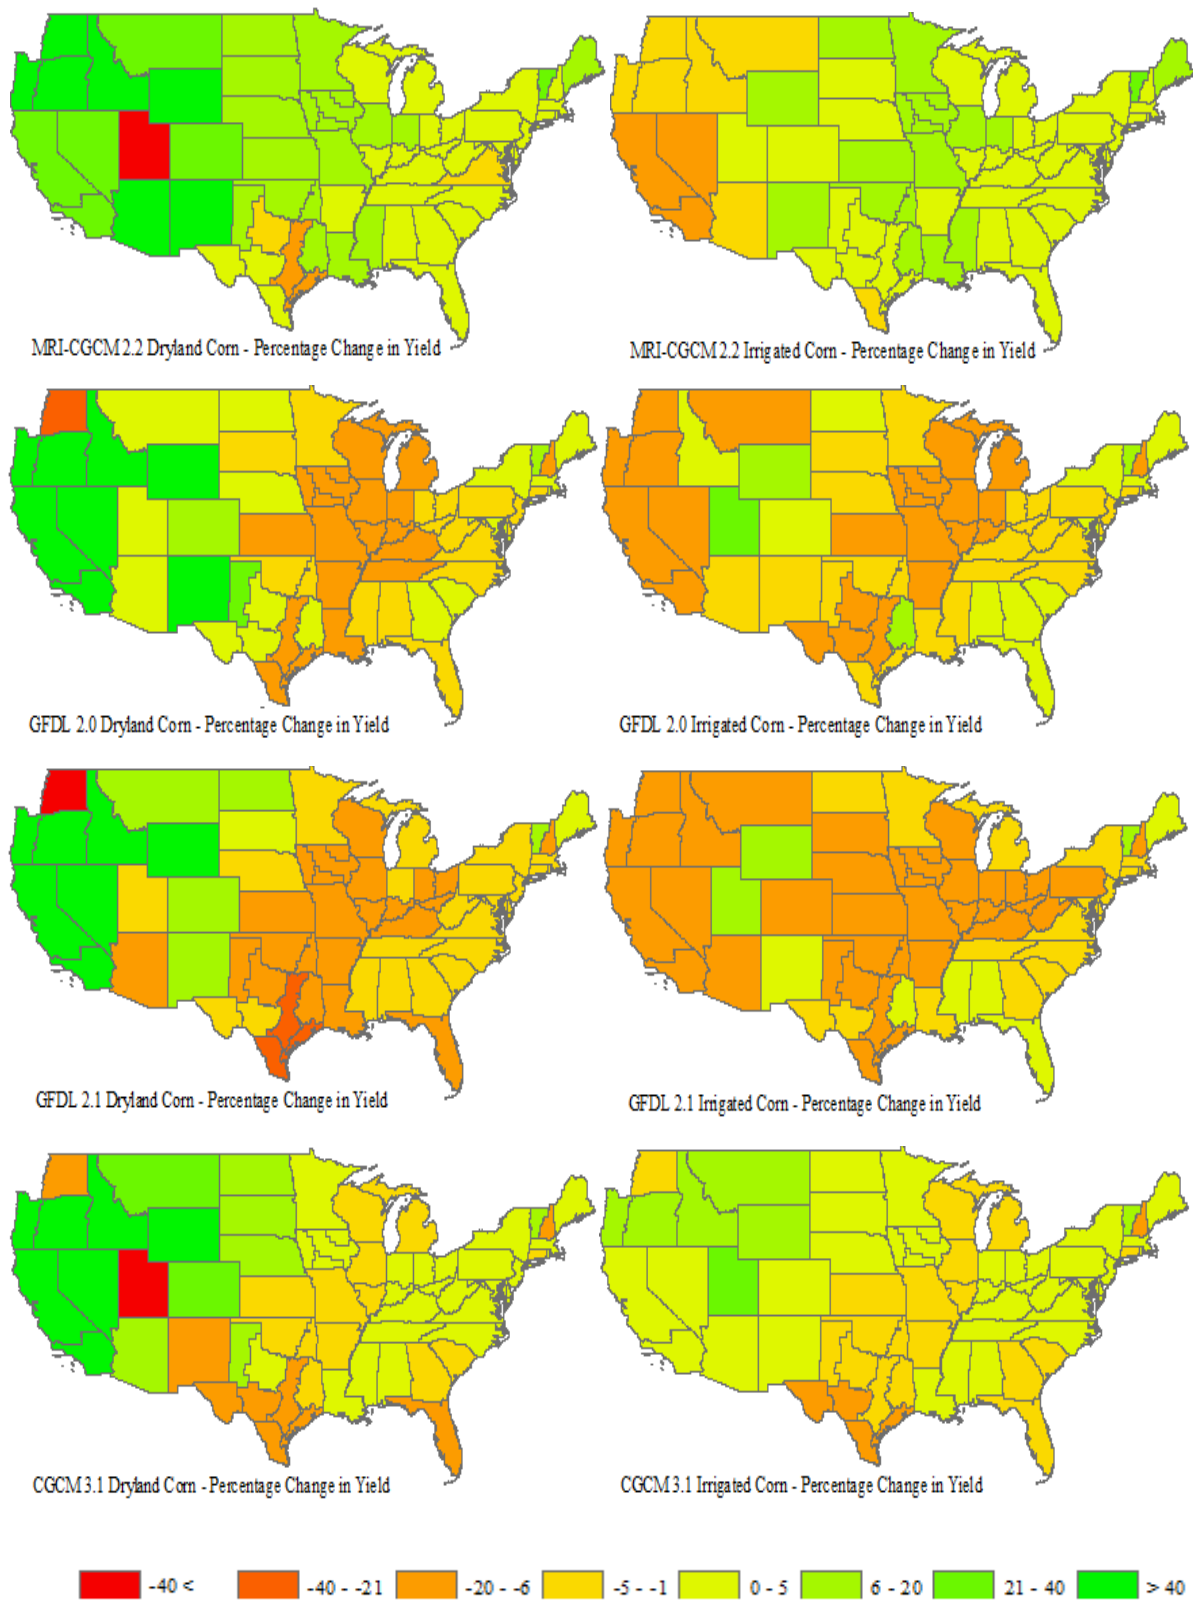 MRI-CGCM 2.2 Dryland Corn - Percentage Change in Yield
MRI-CGCM 2.2 Irrigated Corn - Percentage Change in Yield
GFDL 2.0 Dryland Corn - Percentage Change in Yield
GFDL 2.0 Irrigated Corn - Percentage Change in Yield
GFDL 2.1 Dryland Corn - Percentage Change in Yield
GFDL 2.1 Irrigated Corn - Percentage Change in Yield
CGCM 3.1 Dryland Corn - Percentage Change in Yield
CGCM 3.1 Irrigated Corn - Percentage Change in Yield
-40 < -40 - -21 -20 - -6 -5 - -1 0 - 5 6 - 20 21 - 40 > 40